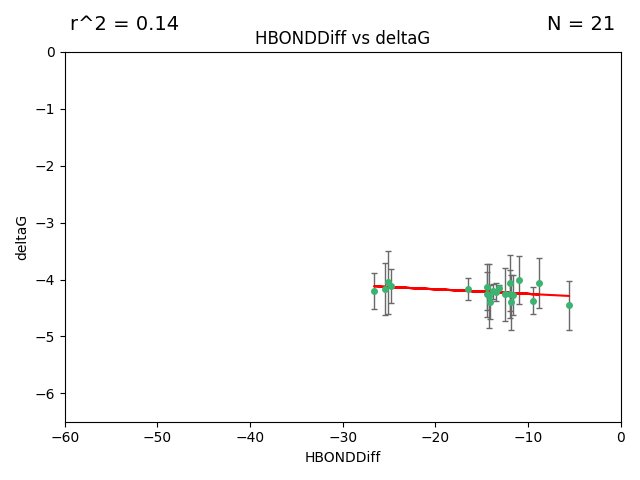 r^2 = 0.14
N = 21
HBONDDiff vs deltaG
0
−1
−2
−3
−4
−5
−6
deltaG
−60
−50
−40
−30
−20
−10
0
HBONDDiff